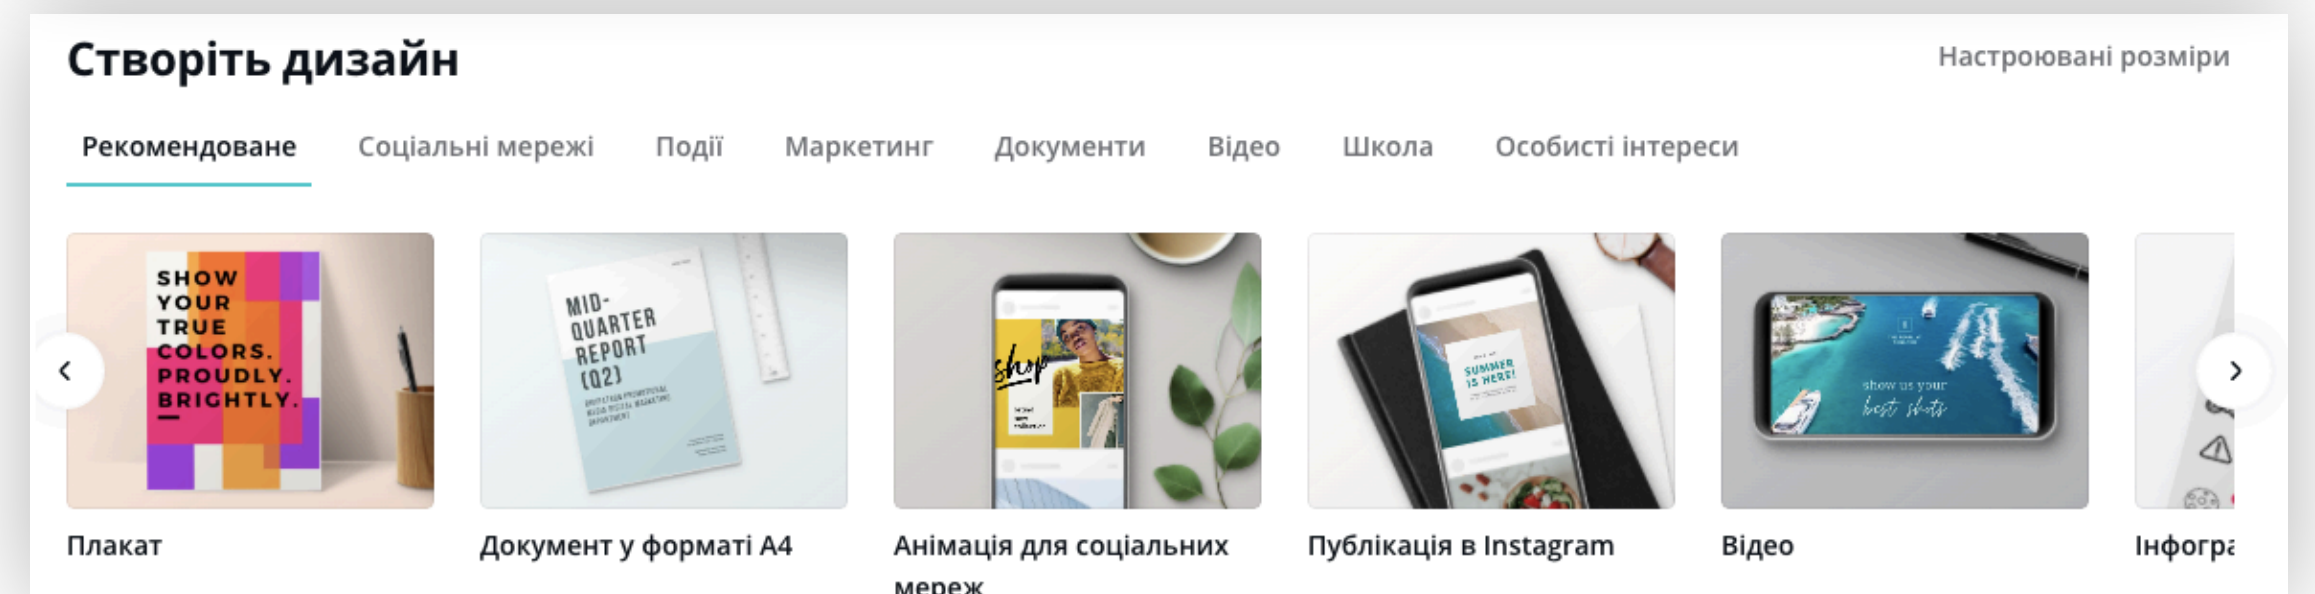 Створіть дизайн
Настроювані розміри
Рекомендоване
Соціальні мережі
Події
Маркетинг
Документи
Відео
Школа
Особисті інтереси
SHOW
YOUR
TRUE
COLORS.
PROUDLY.
BRIGHTLY.
MID-
QUARTER
REPORT
(Q2)
shop
SUMMER
IS HERE!
show us your
best shots
Плакат
Документ у форматі A4
Анімація для соціальних
мереж
Публікація в Instagram
Відео
Інфогра